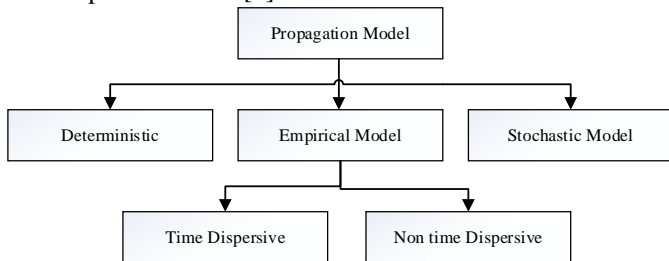 Propagation Model
Deterministic
Empirical Model
Stochastic Model
Time Dispersive
Non time Dispersive